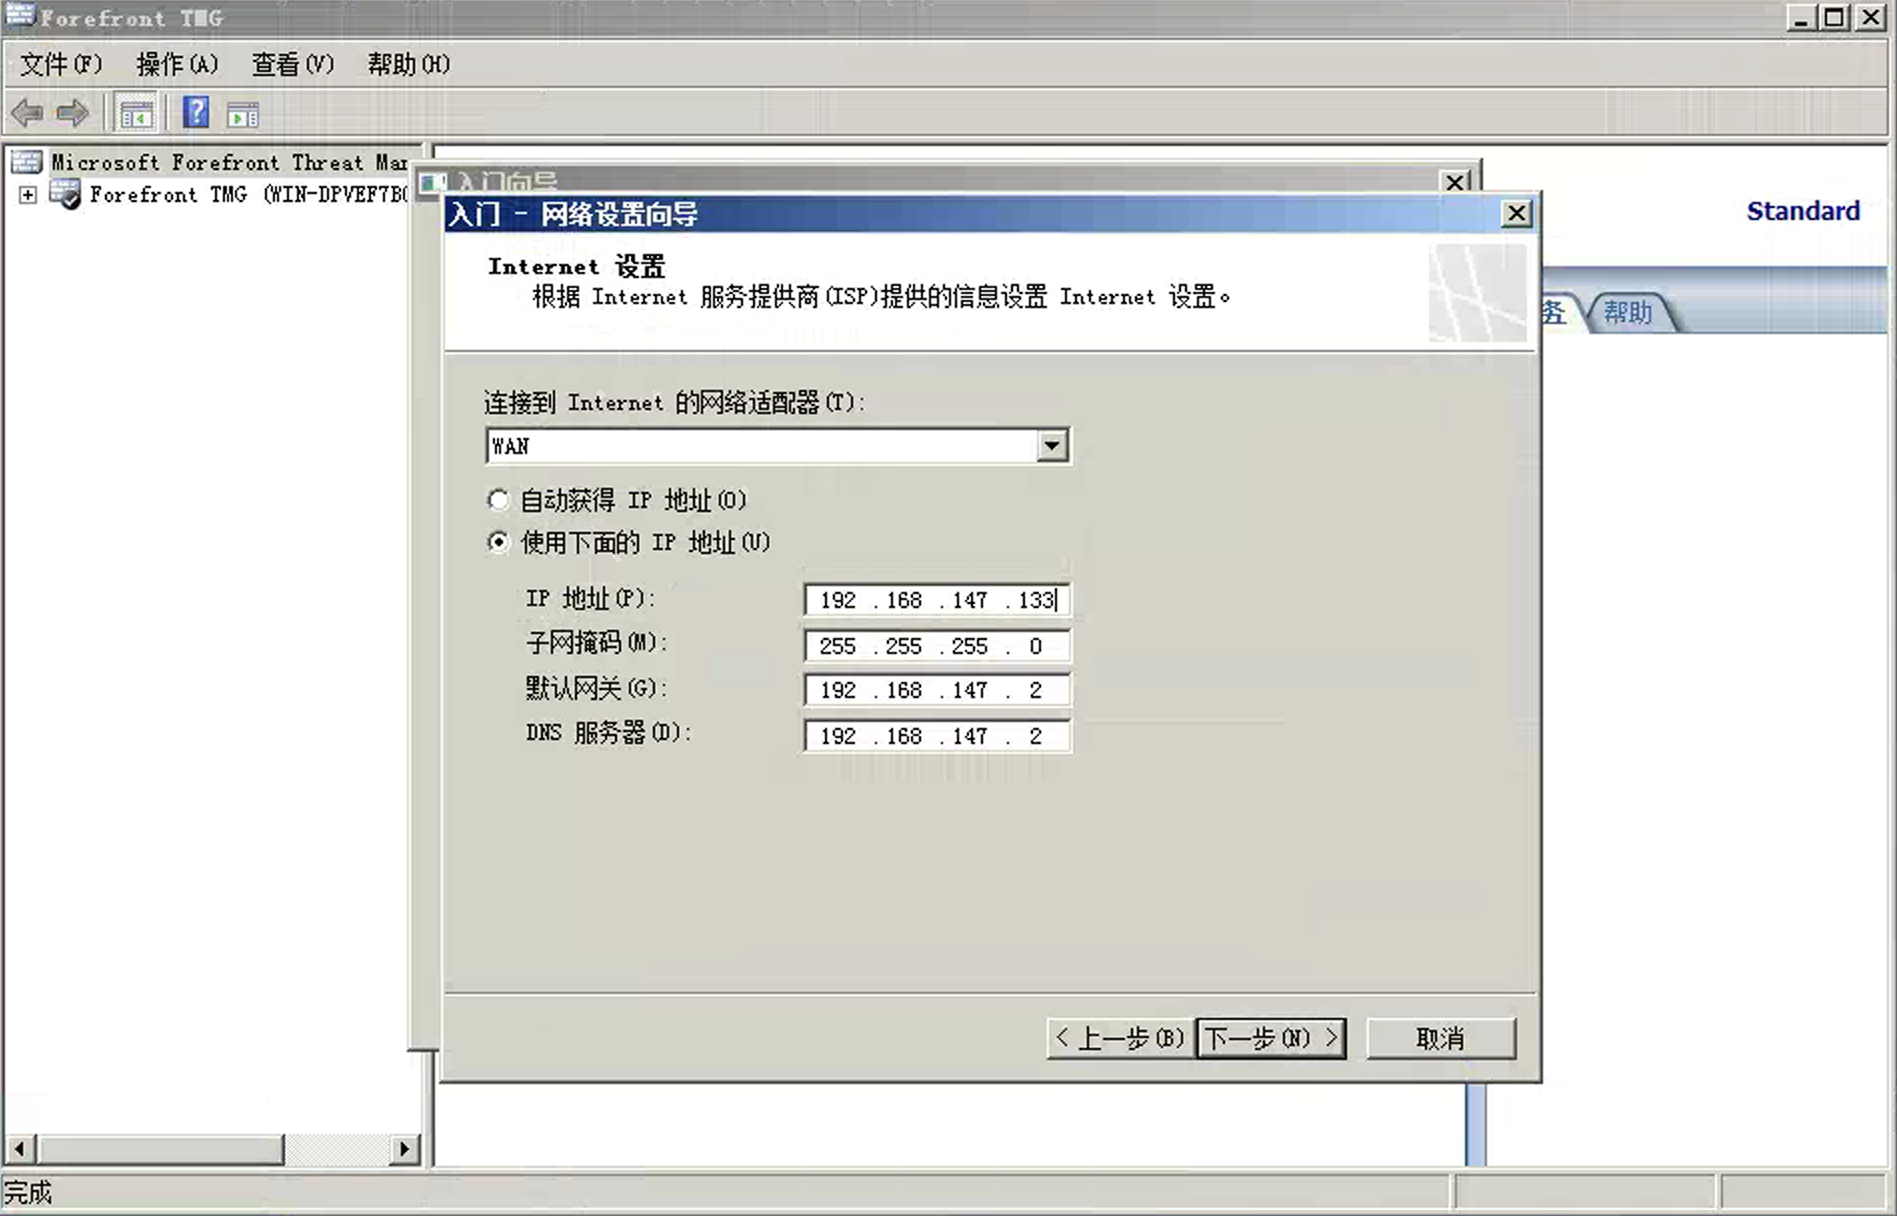 Forefront TMG
文件(F) 操作(A) 查看(V) 帮助(H)
Microsoft Forefront Threat Mar
Forefront TMG (WIN-DPVEF7B(
入门向导
Standard
务 帮助
入门 - 网络设置向导
Internet 设置
根据 Internet 服务提供商(ISP)提供的信息设置 Internet 设置。
连接到 Internet 的网络适配器(T):
WAN
自动获得 IP 地址(O)
使用下面的 IP 地址(U)
IP 地址(P): 192 .168 .147 .133
子网掩码(M): 255 .255 .255 . 0
默认网关(G): 192 .168 .147 . 2
DNS 服务器(D): 192 .168 .147 . 2
< 上一步(B) 下一步(N) > 取消
完成